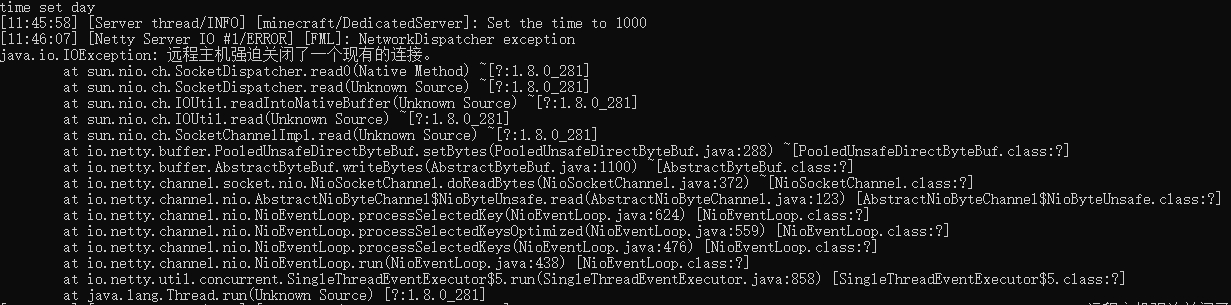 time set day
[11:45:58] [Server thread/INFO] [minecraft/DedicatedServer]: Set the time to 1000
[11:46:07] [Netty Server IO #1/ERROR] [FML]: NetworkDispatcher exception
java.io.IOException: 远程主机强迫关闭了一个现有的连接。
at sun.nio.ch.SocketDispatcher.read0(Native Method) ~[?:1.8.0_281]
at sun.nio.ch.SocketDispatcher.read(Unknown Source) ~[?:1.8.0_281]
at sun.nio.ch.IOUtil.readIntoNativeBuffer(Unknown Source) ~[?:1.8.0_281]
at sun.nio.ch.IOUtil.read(Unknown Source) ~[?:1.8.0_281]
at sun.nio.ch.SocketChannelImpl.read(Unknown Source) ~[?:1.8.0_281]
at io.netty.buffer.PooledUnsafeDirectByteBuf.setBytes(PooledUnsafeDirectByteBuf.java:288) ~[PooledUnsafeDirectByteBuf.class:?]
at io.netty.buffer.AbstractByteBuf.writeBytes(AbstractByteBuf.java:1100) ~[AbstractByteBuf.class:?]
at io.netty.channel.socket.nio.NioSocketChannel.doReadBytes(NioSocketChannel.java:372) ~[NioSocketChannel.class:?]
at io.netty.channel.nio.AbstractNioByteChannel$NioByteUnsafe.read(AbstractNioByteChannel.java:123) [AbstractNioByteChannel$NioByteUnsafe.class:?]
at io.netty.channel.nio.NioEventLoop.processSelectedKey(NioEventLoop.java:624) [NioEventLoop.class:?]
at io.netty.channel.nio.NioEventLoop.processSelectedKeysOptimized(NioEventLoop.java:559) [NioEventLoop.class:?]
at io.netty.channel.nio.NioEventLoop.processSelectedKeys(NioEventLoop.java:476) [NioEventLoop.class:?]
at io.netty.channel.nio.NioEventLoop.run(NioEventLoop.java:438) [NioEventLoop.class:?]
at io.netty.util.concurrent.SingleThreadEventExecutor$5.run(SingleThreadEventExecutor.java:858) [SingleThreadEventExecutor$5.class:?]
at java.lang.Thread.run(Unknown Source) [?:1.8.0_281]